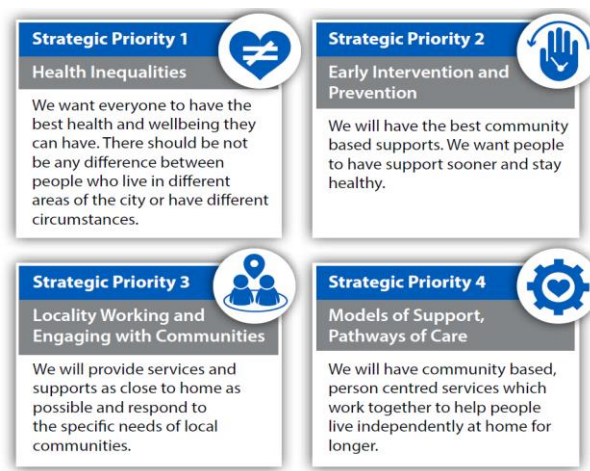 Strategic Priority 1
Health Inequalities
We want everyone to have the
best health and wellbeing they
can have. There should be not
be any difference between
people who live in different
areas of the city or have different
circumstances.
Strategic Priority 2
Early Intervention and
Prevention
We will have the best community
based supports. We want people
to have support sooner and stay
healthy.
Strategic Priority 3
Locality Working and
Engaging with Communities
We will provide services and
supports as close to home as
possible and respond to
the specific needs of local
communities.
Strategic Priority 4
Models of Support,
Pathways of Care
We will have community based,
person centred services which
work together to help people
live independently at home for
longer.